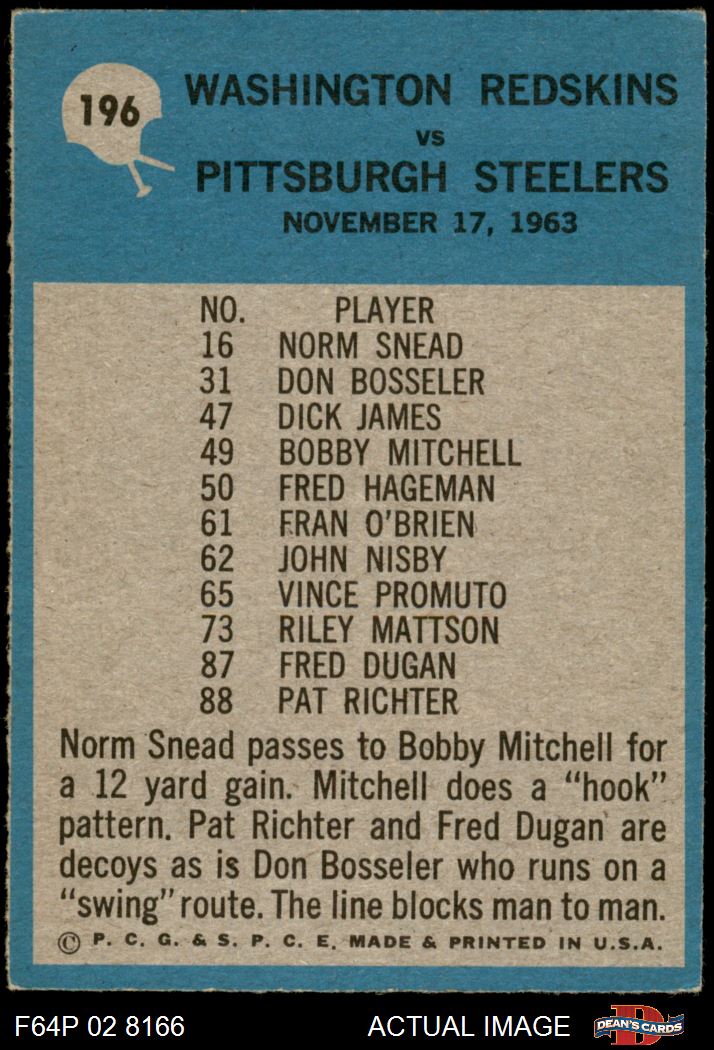 196
WASHINGTON REDSKINS
VS
PITTSBURGH STEELERS
NOVEMBER 17, 1963
NO. PLAYER
16 NORM SNEAD
31 DON BOSSELER
47 DICK JAMES
49 BOBBY MITCHELL
50 FRED HAGEMAN
61 FRAN O'BRIEN
62 JOHN NISBY
65 VINCE PROMUTO
73 RILEY MATTSON
87 FRED DUGAN
88 PAT RICHTER
Norm Snead passes to Bobby Mitchell for
a 12 yard gain. Mitchell does a “hook”
pattern. Pat Richter and Fred Dugan are
decoys as is Don Bosseler who runs on a
“swing” route. The line blocks man to man.
© P. C. G. & S. P. C. E. MADE & PRINTED IN U.S.A.
F64P 02 8166 ACTUAL IMAGE D DEAN'S CARDS